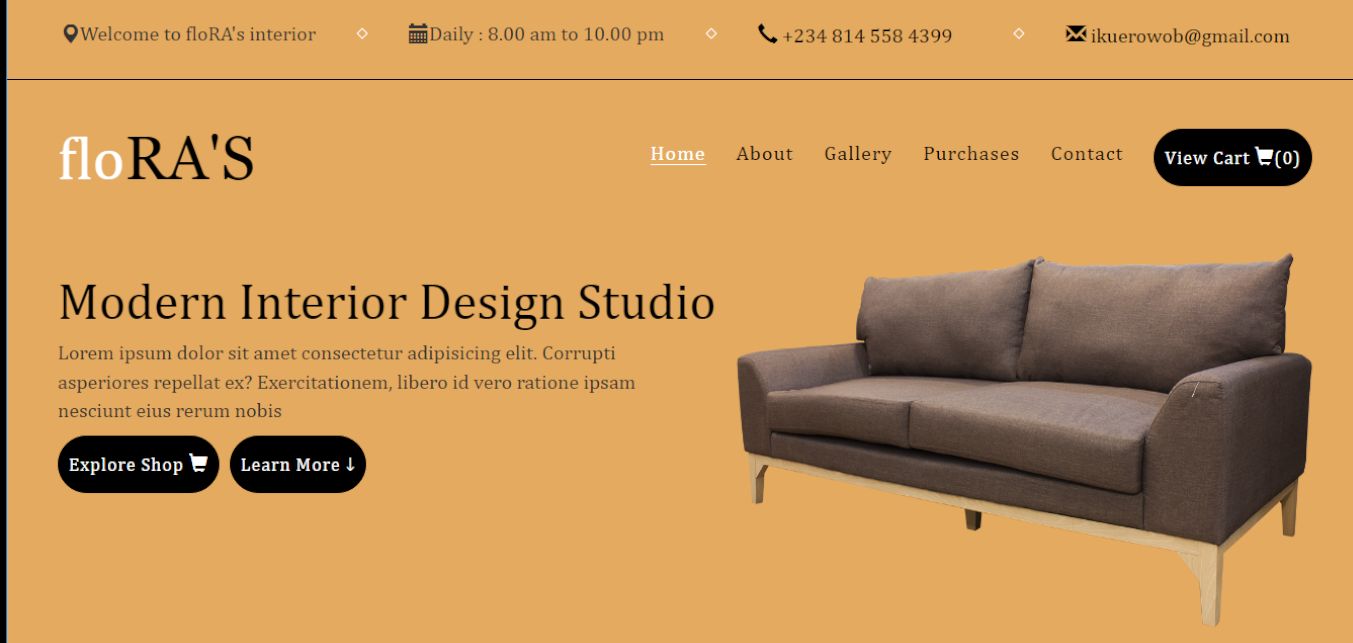 Welcome to floRA's interior
Daily : 8.00 am to 10.00 pm
+234 814 558 4399
ikuerowob@gmail.com
floRA'S
Home
About
Gallery
Purchases
Contact
View Cart (0)
Modern Interior Design Studio
Lorem ipsum dolor sit amet consectetur adipisicing elit. Corrupti
asperiores repellat ex? Exercitationem, libero id vero ratione ipsam
nesciunt eius rerum nobis
Explore Shop
Learn More ↓